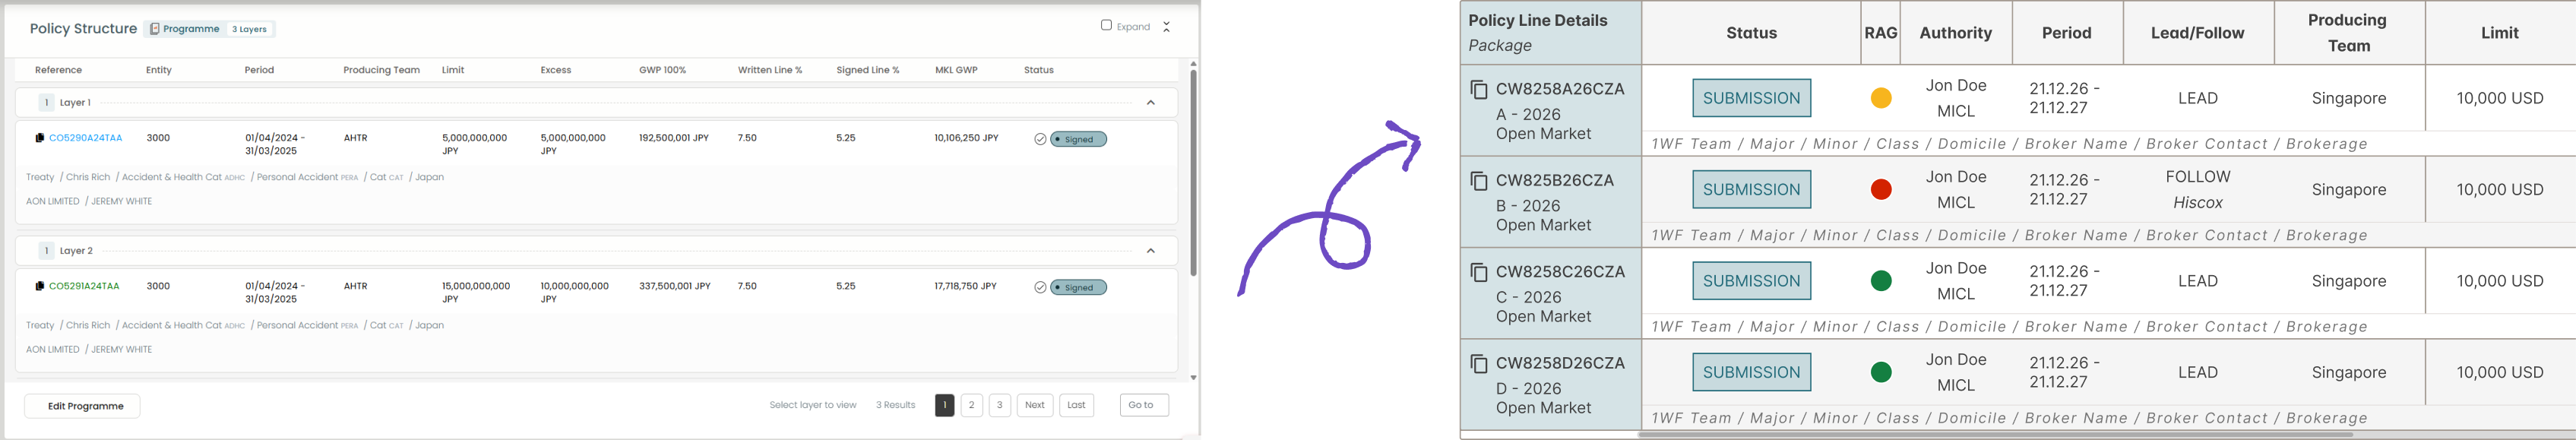 Policy Structure Programme 3 Layers Expand
Reference Entity Period Producing Team Limit Excess GWP 100% Written Line % Signed Line % MKL GWP Status
1 Layer 1
CO5290A24TAA 3000 01/04/2024 - 31/03/2025 AHTR 5,000,000,000 JPY 5,000,000,000 JPY 192,500,001 JPY 7.50 5.25 10,106,250 JPY Signed
Treaty / Chris Rich / Accident & Health Cat ADHC / Personal Accident PERA / Cat CAT / Japan
AON LIMITED / JEREMY WHITE
1 Layer 2
CO5291A24TAA 3000 01/04/2024 - 31/03/2025 AHTR 15,000,000,000 JPY 10,000,000,000 JPY 337,500,001 JPY 7.50 5.25 17,718,750 JPY Signed
Treaty / Chris Rich / Accident & Health Cat ADHC / Personal Accident PERA / Cat CAT / Japan
AON LIMITED / JEREMY WHITE
Edit Programme Select layer to view 3 Results 1 2 3 Next Last Go to
Policy Line Details Package Status RAG Authority Period Lead/Follow Producing Team Limit
CW8258A26CZA A - 2026 Open Market SUBMISSION Jon Doe MICL 21.12.26 - 21.12.27 LEAD Singapore 10,000 USD
1WF Team / Major / Minor / Class / Domicile / Broker Name / Broker Contact / Brokerage
CW825B26CZA B - 2026 Open Market SUBMISSION Jon Doe MICL 21.12.26 - 21.12.27 FOLLOW Hiscox Singapore 10,000 USD
1WF Team / Major / Minor / Class / Domicile / Broker Name / Broker Contact / Brokerage
CW8258C26CZA C - 2026 Open Market SUBMISSION Jon Doe MICL 21.12.26 - 21.12.27 LEAD Singapore 10,000 USD
1WF Team / Major / Minor / Class / Domicile / Broker Name / Broker Contact / Brokerage
CW8258D26CZA D - 2026 Open Market SUBMISSION Jon Doe MICL 21.12.26 - 21.12.27 LEAD Singapore 10,000 USD
1WF Team / Major / Minor / Class / Domicile / Broker Name / Broker Contact / Brokerage